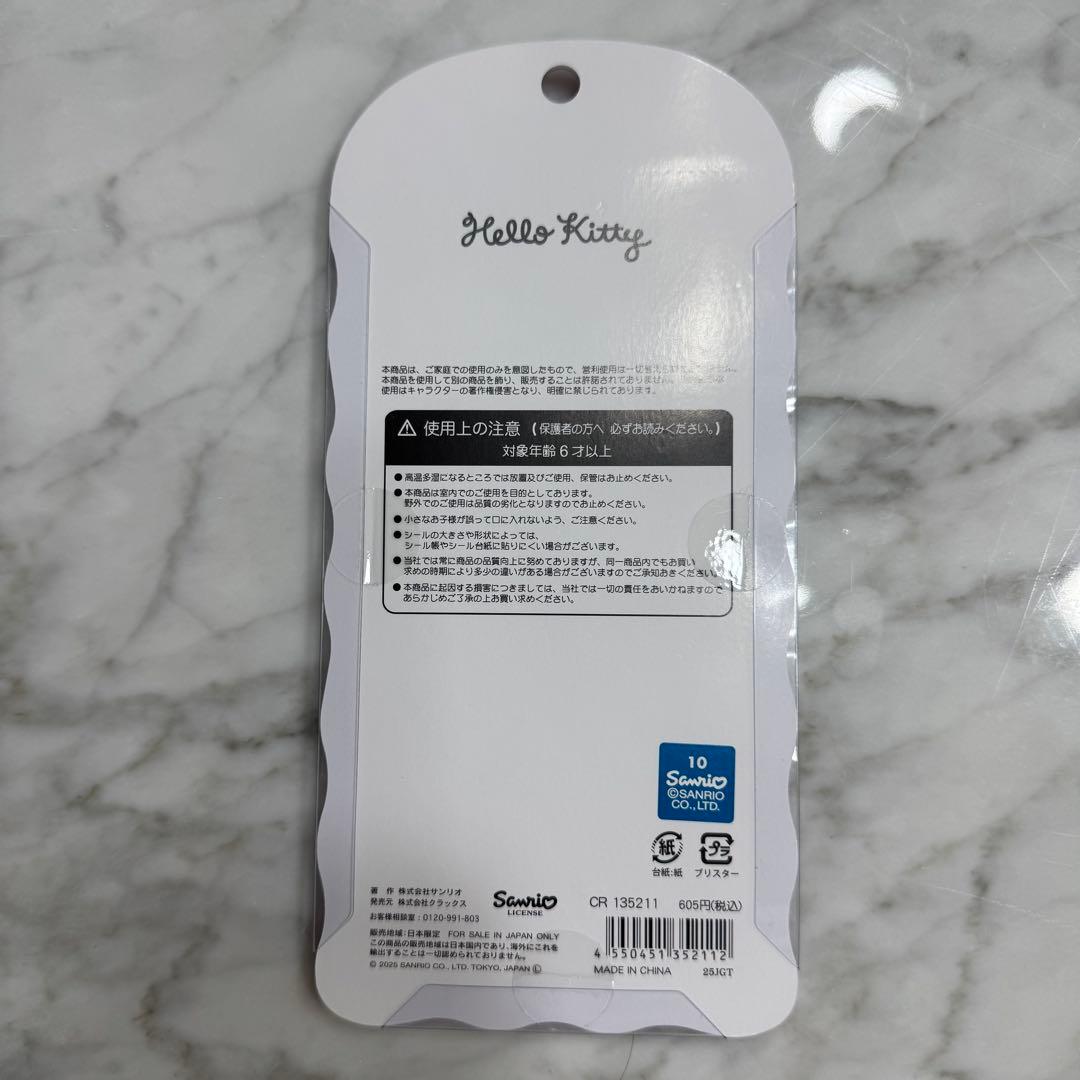 Hello Kitty
本商品は、ご家庭での使用のみを意図したもので、営利使用は一切
本商品を使用して別の商品を飾り、販売することは許諾されておりません。
使用はキャラクターの著作権侵害となり、明確に禁じられております。
⚠ 使用上の注意 (保護者の方へ 必ずお読みください。)
対象年齢6才以上
●高温多湿になるところでは放置及びご使用、保管はお止めください。
●本商品は室内でのご使用を目的としております。
野外でのご使用は品質の劣化となりますのでお止めください。
●小さなお子様が誤って口に入れないよう、ご注意ください。
●シールの大きさや形状によっては、
シール帳やシール台紙に貼りにくい場合がございます。
●当社では常に商品の品質向上に努めておりますが、同一商品内でもお買い
求めの時期により多少の違いがある場合がございますのでご承知おきください。
●本商品に起因する損害につきましては、当社では一切の責任をおいかねますので
あらかじめご了承の上お買い求めください。
10
Sanrio
©SANRIO
CO.,LTD.
紙 プラ
台紙:紙 ブリスター
著 作 株式会社サンリオ
発売元 株式会社クラックス
お客様相談室:0120-991-803
Sanrio
LICENSE
CR 135211 605円(税込)
販売地域:日本限定 FOR SALE IN JAPAN ONLY
この商品の販売地域は日本国内であり、海外にこれを
輸出することは一切認められておりません。
© 2025 SANRIO CO., LTD. TOKYO, JAPAN Ⓛ
4 550451 352112
MADE IN CHINA 25JGT